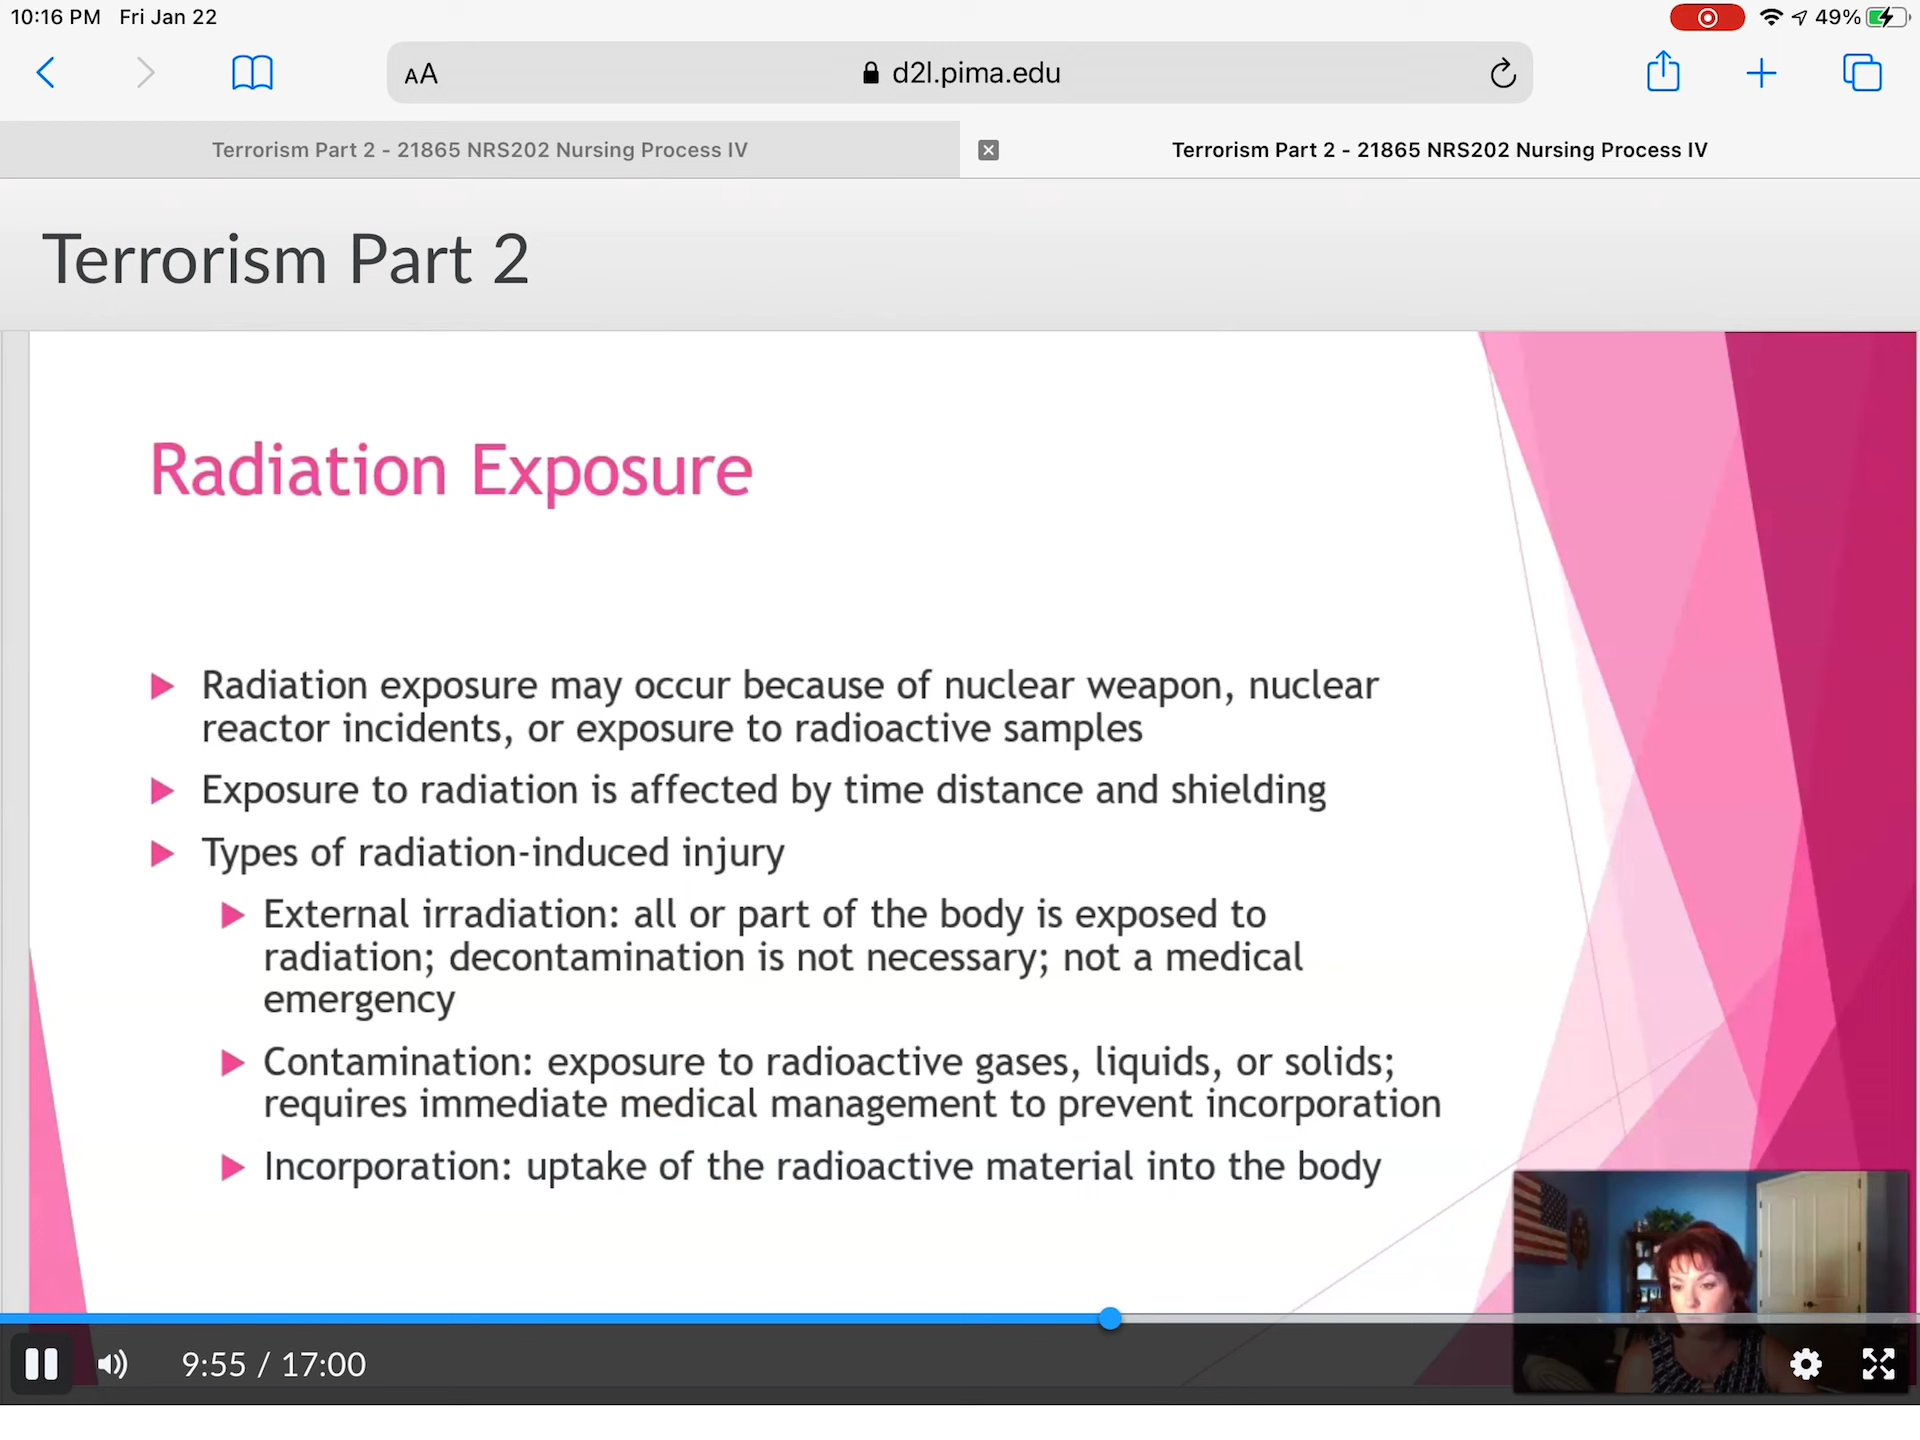 10:16 PM Fri Jan 22
49%
AA
d2l.pima.edu
Terrorism Part 2 - 21865 NRS202 Nursing Process IV
Terrorism Part 2 - 21865 NRS202 Nursing Process IV
Terrorism Part 2
Radiation Exposure
Radiation exposure may occur because of nuclear weapon, nuclear
reactor incidents, or exposure to radioactive samples
Exposure to radiation is affected by time distance and shielding
Types of radiation-induced injury
External irradiation: all or part of the body is exposed to
radiation; decontamination is not necessary; not a medical
emergency
Contamination: exposure to radioactive gases, liquids, or solids;
requires immediate medical management to prevent incorporation
Incorporation: uptake of the radioactive material into the body
9:55 / 17:00